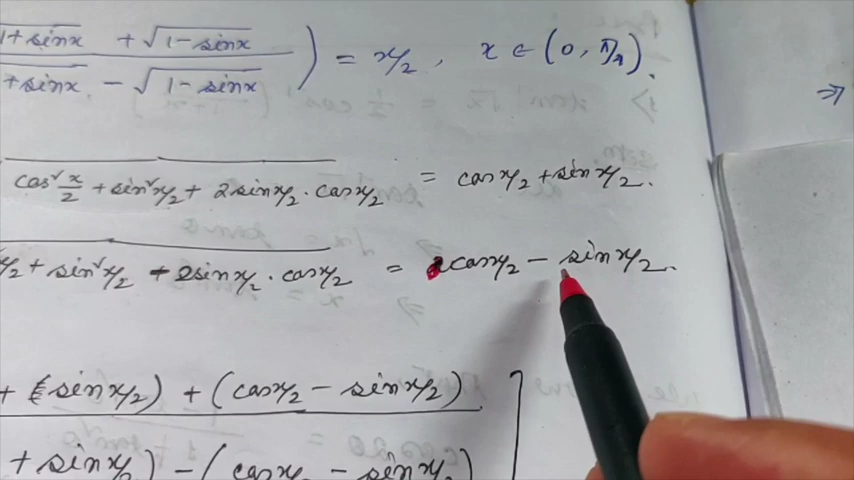 √1+sinx + √1-sinx
+sinx - √1-sinx ) = x/2, x ∈ (0, π/4).
⇒
cos²x/2 + sin²x/2 + 2sinx/2 . cosx/2 = cosx/2 + sinx/2.
x/2 + sin²x/2 - 2sinx/2 . cosx/2 = cosx/2 - sinx/2.
+ sinx/2) + (cosx/2 - sinx/2)
+ sinx/2) - (cosx/2 - sinx/2) ]